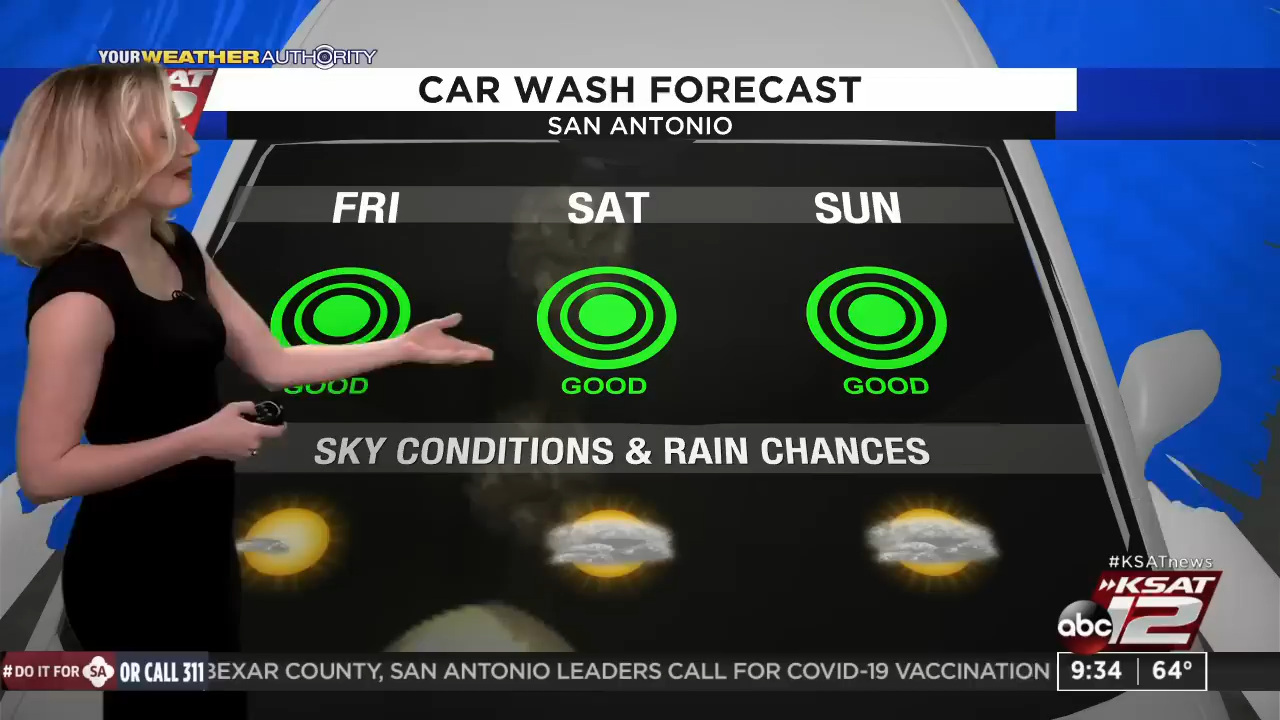 YOUR WEATHER AUTHORITY
CAR WASH FORECAST
SAN ANTONIO
FRI SAT SUN
GOOD GOOD GOOD
SKY CONDITIONS & RAIN CHANCES
#KSATnews
KSAT
abc 12
#DO IT FOR SA OR CALL 311 BEXAR COUNTY, SAN ANTONIO LEADERS CALL FOR COVID-19 VACCINATION 9:34 64°